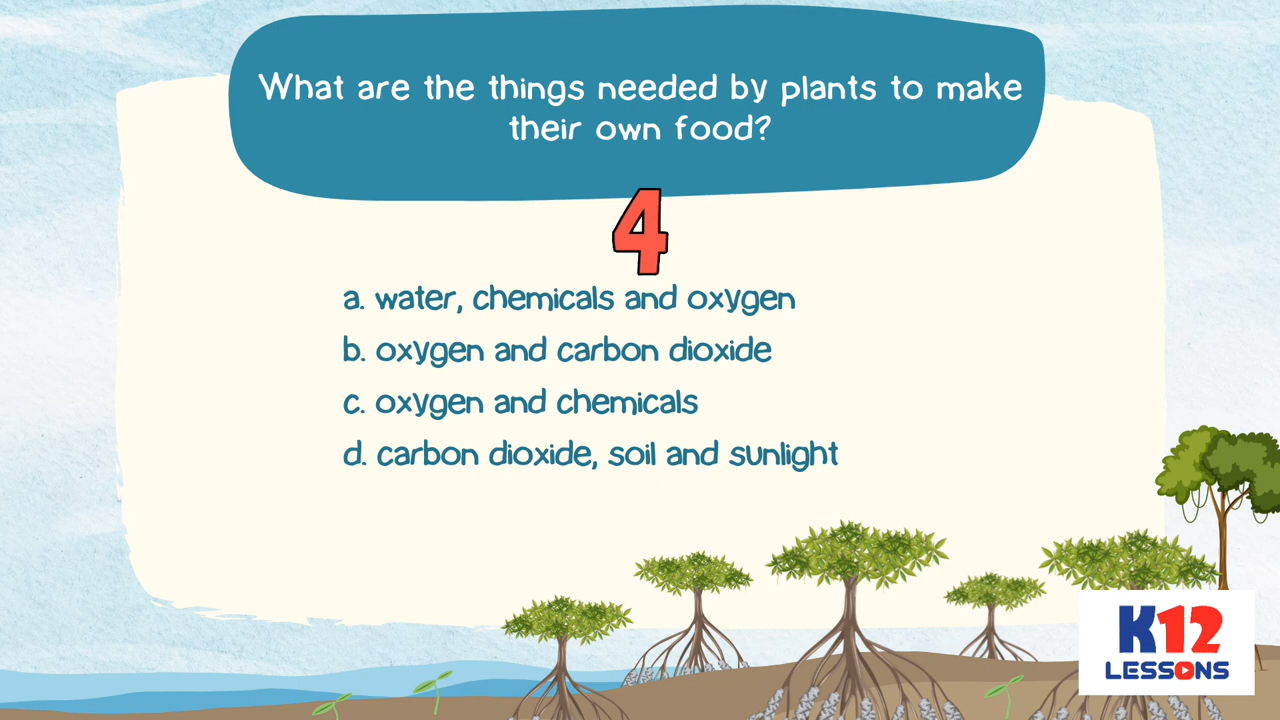 What are the things needed by plants to make
their own food?
4
a. water, chemicals and oxygen
b. oxygen and carbon dioxide
c. oxygen and chemicals
d. carbon dioxide, soil and sunlight
K12
LESSONS